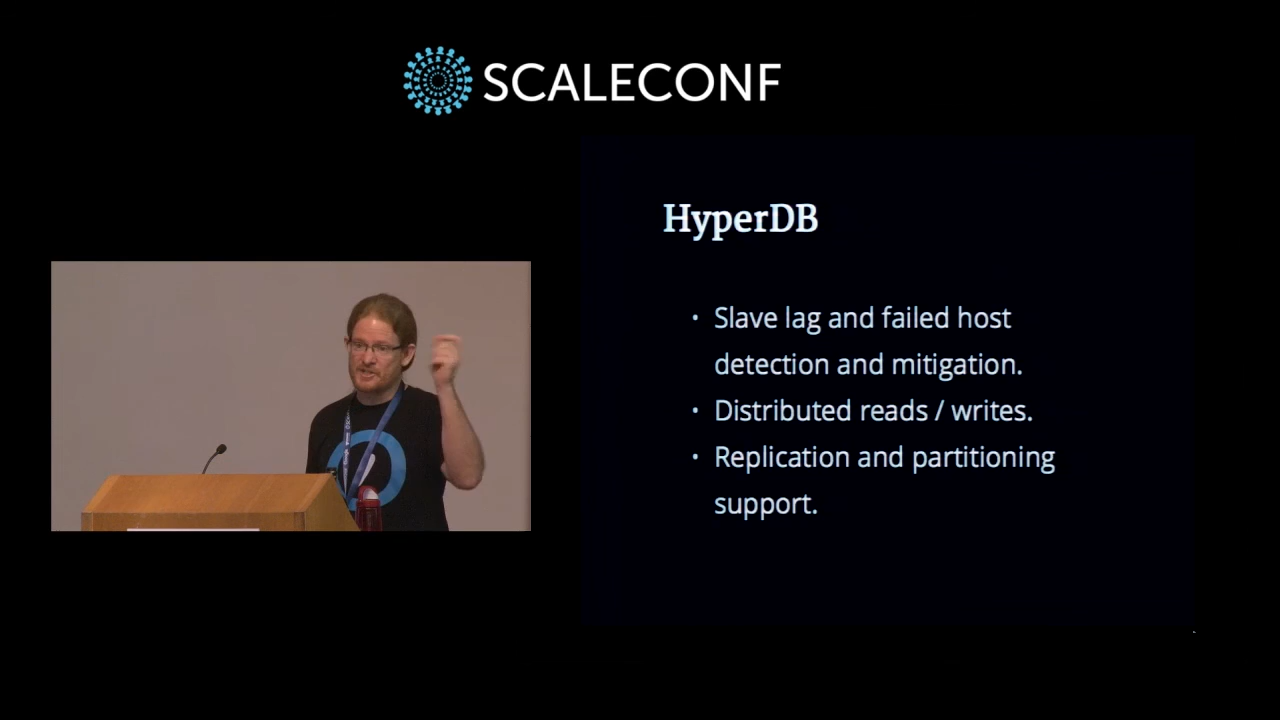 SCALECONF
HyperDB
• Slave lag and failed host
detection and mitigation.
• Distributed reads / writes.
• Replication and partitioning
support.